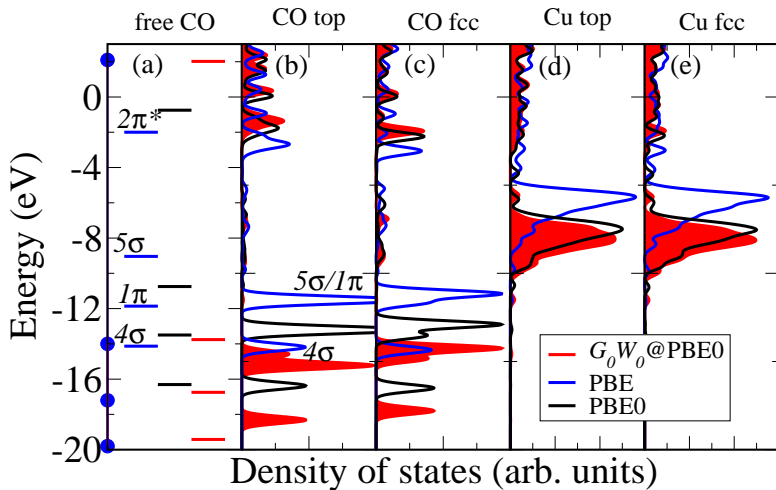 free CO CO top CO fcc Cu top Cu fcc
(a) (b) (c) (d) (e)
0
2π*
-4
5σ
-8
1π 5σ/1π
-12
4σ 4σ
-16
-20
Energy (eV)
G₀W₀@PBE0
PBE
PBE0
Density of states (arb. units)